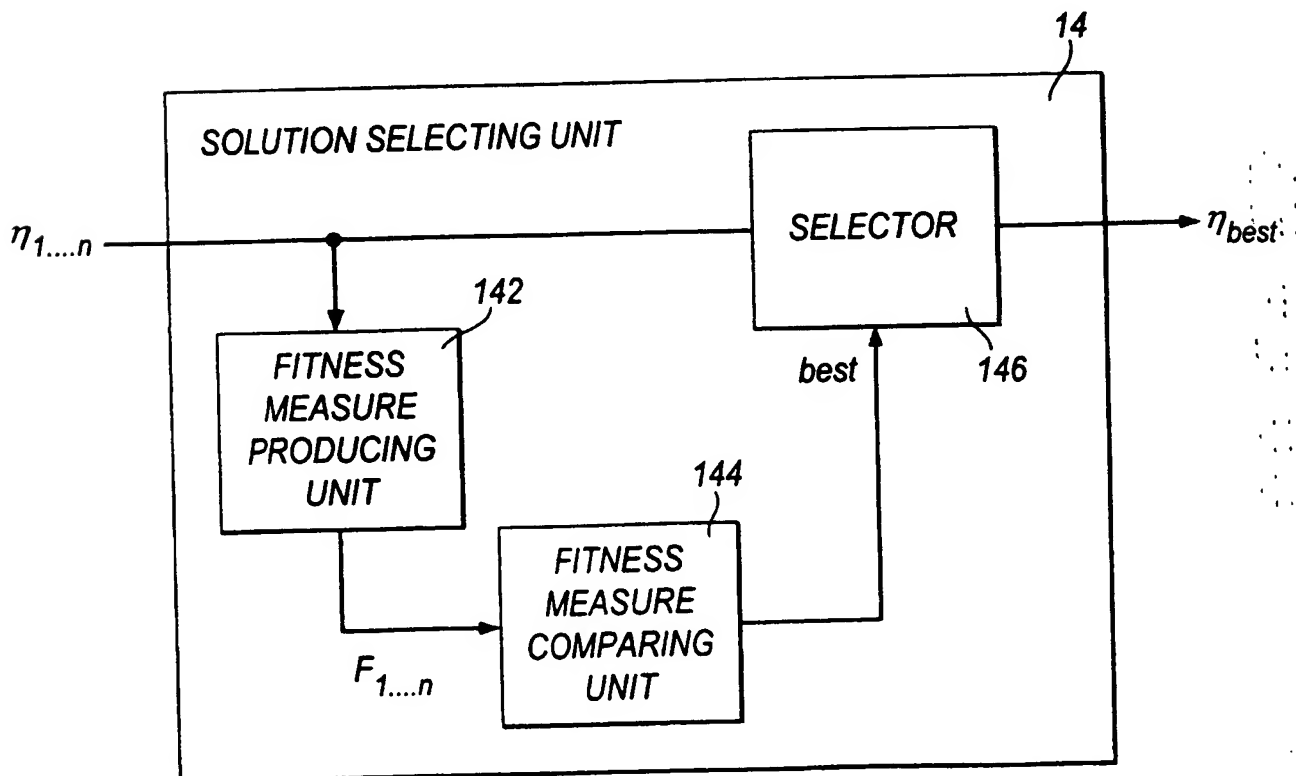 14
SOLUTION SELECTING UNIT
SELECTOR
η1....n
ηbest
142
FITNESS
MEASURE
PRODUCING
UNIT
best
146
144
FITNESS
MEASURE
COMPARING
UNIT
F1....n